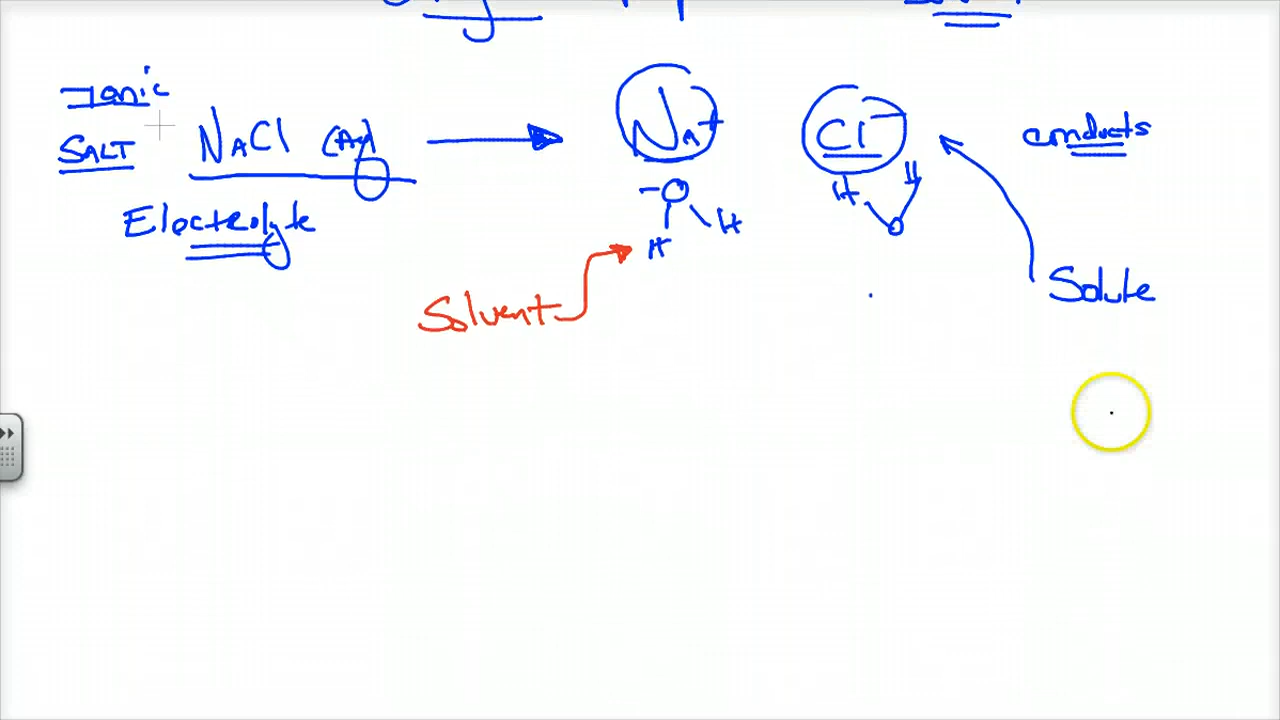 Ionic
SALT NaCl (Aq) → Na+ Cl− conducts
Electrolyte
−O H H
H H O
Solvent
Solute